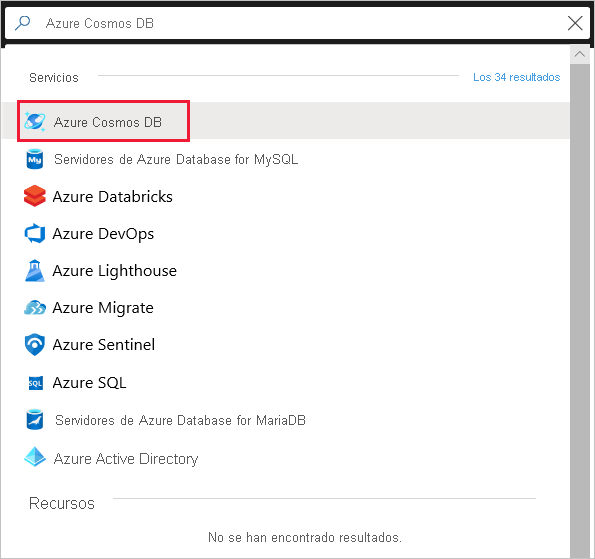 Azure Cosmos DB
Servicios
Los 34 resultados
Azure Cosmos DB
My
Servidores de Azure Database for MySQL
Azure Databricks
Azure DevOps
Azure Lighthouse
Azure Migrate
Azure Sentinel
SQL
Azure SQL
Servidores de Azure Database for MariaDB
Azure Active Directory
Recursos
No se han encontrado resultados.